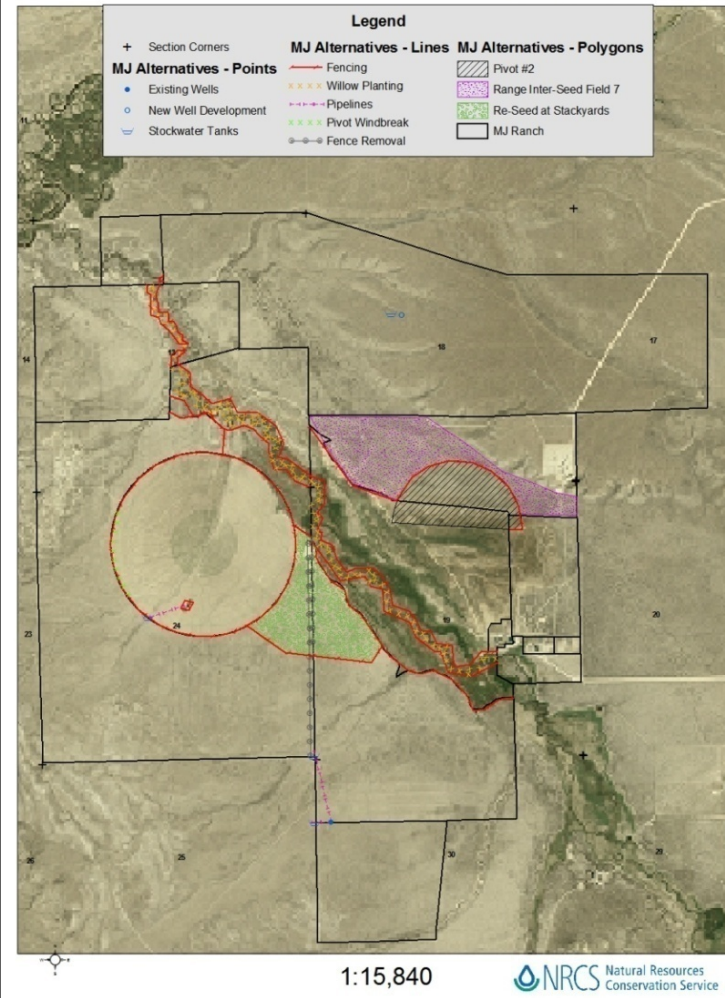 Legend
Section Corners
MJ Alternatives - Points
Existing Wells
New Well Development
Stockwater Tanks
MJ Alternatives - Lines
Fencing
Willow Planting
Pipelines
Pivot Windbreak
Fence Removal
MJ Alternatives - Polygons
Pivot #2
Range Inter-Seed Field 7
Re-Seed at Stackyards
MJ Ranch
11
14
13
18
17
23
24
19
20
26
25
30
29
1:15,840
NRCS
Natural Resources
Conservation Service